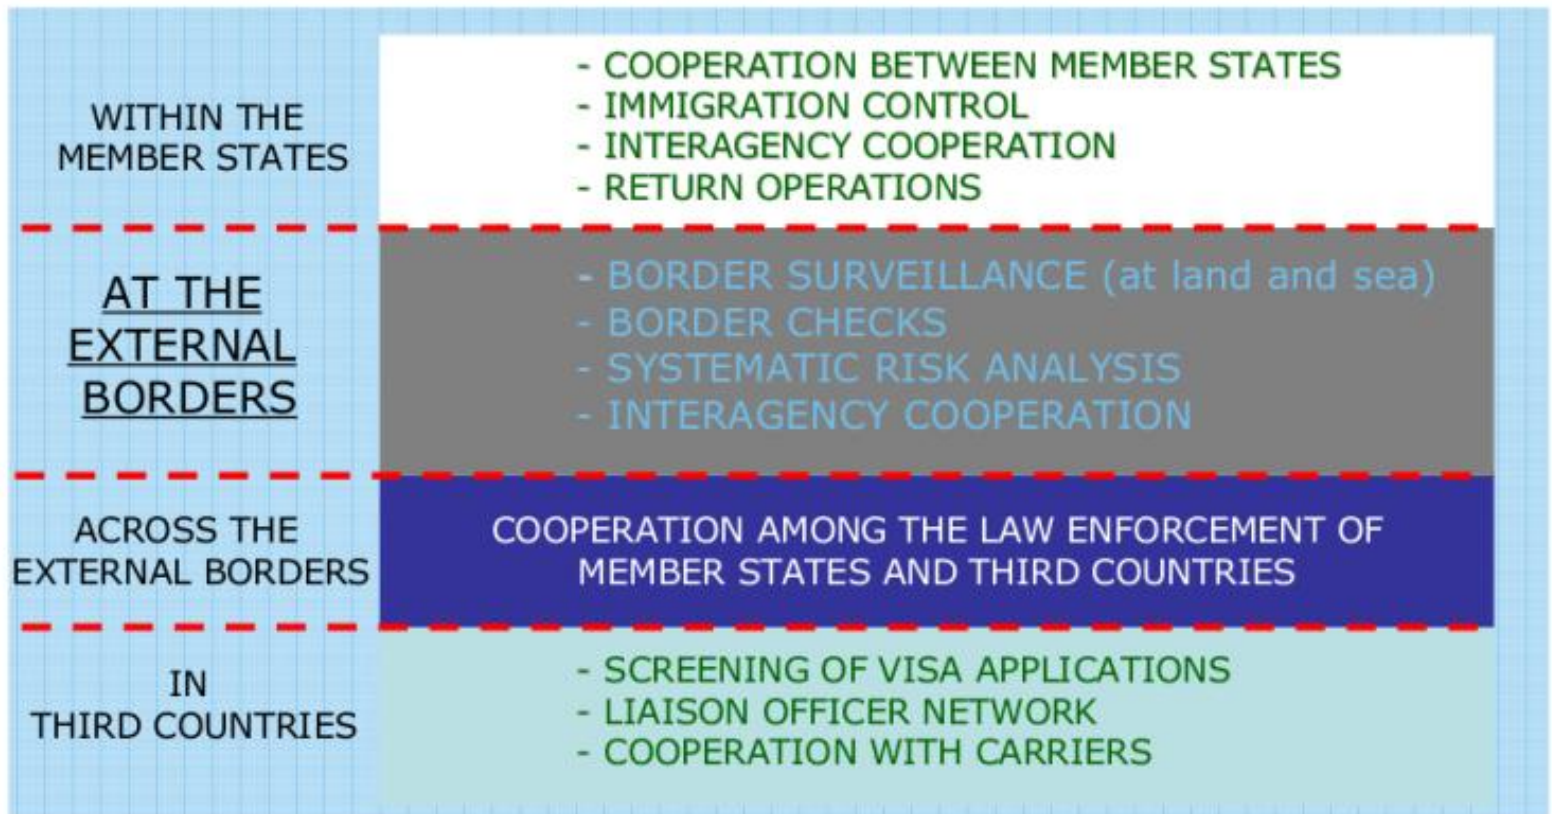 WITHIN THE
MEMBER STATES
- COOPERATION BETWEEN MEMBER STATES
- IMMIGRATION CONTROL
- INTERAGENCY COOPERATION
- RETURN OPERATIONS
AT THE
EXTERNAL
BORDERS
- BORDER SURVEILLANCE (at land and sea)
- BORDER CHECKS
- SYSTEMATIC RISK ANALYSIS
- INTERAGENCY COOPERATION
ACROSS THE
EXTERNAL BORDERS
COOPERATION AMONG THE LAW ENFORCEMENT OF
MEMBER STATES AND THIRD COUNTRIES
IN
THIRD COUNTRIES
- SCREENING OF VISA APPLICATIONS
- LIAISON OFFICER NETWORK
- COOPERATION WITH CARRIERS